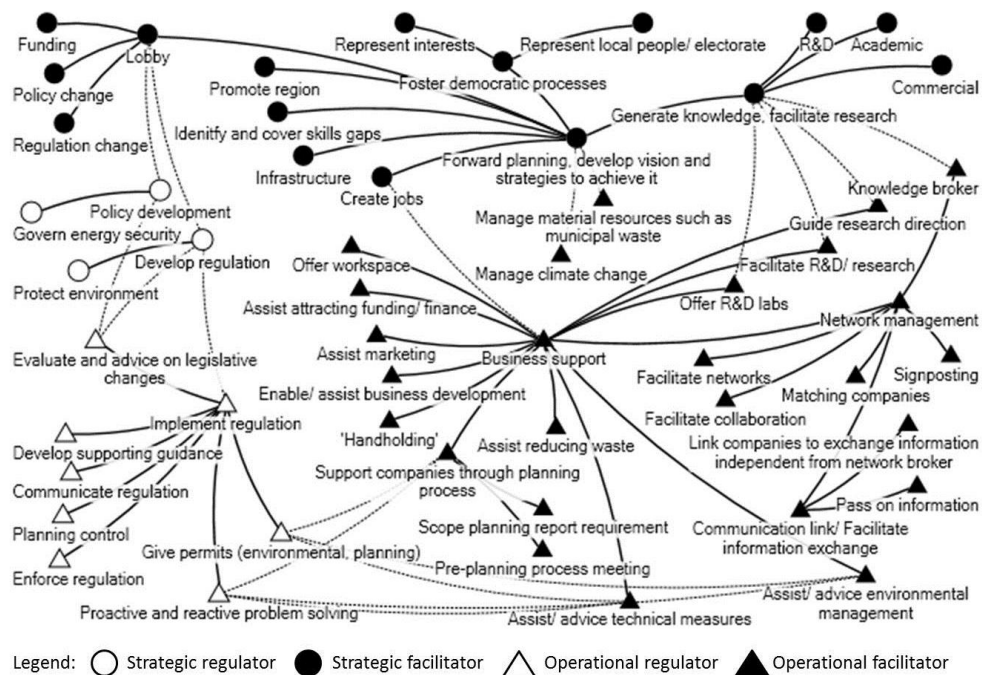 Funding
Lobby
Policy change
Regulation change
Represent interests
Represent local people/ electorate
Foster democratic processes
Promote region
Idenitfy and cover skills gaps
Infrastructure
Create jobs
R&D
Academic
Commercial
Generate knowledge, facilitate research
Forward planning, develop vision and
strategies to achieve it
Manage material resources such as
municipal waste
Manage climate change
Knowledge broker
Guide research direction
Facilitate R&D/ research
Offer R&D labs
Policy development
Govern energy security
Develop regulation
Protect environment
Offer workspace
Assist attracting funding/ finance
Assist marketing
Business support
Enable/ assist business development
'Handholding'
Assist reducing waste
Support companies through planning
process
Scope planning report requirement
Pre-planning process meeting
Network management
Facilitate networks
Signposting
Matching companies
Facilitate collaboration
Link companies to exchange information
independent from network broker
Pass on information
Communication link/ Facilitate
information exchange
Evaluate and advice on legislative
changes
Implement regulation
Develop supporting guidance
Communicate regulation
Planning control
Enforce regulation
Give permits (environmental, planning)
Proactive and reactive problem solving
Assist/ advice technical measures
Assist/ advice environmental
management
Legend: Strategic regulator Strategic facilitator Operational regulator Operational facilitator